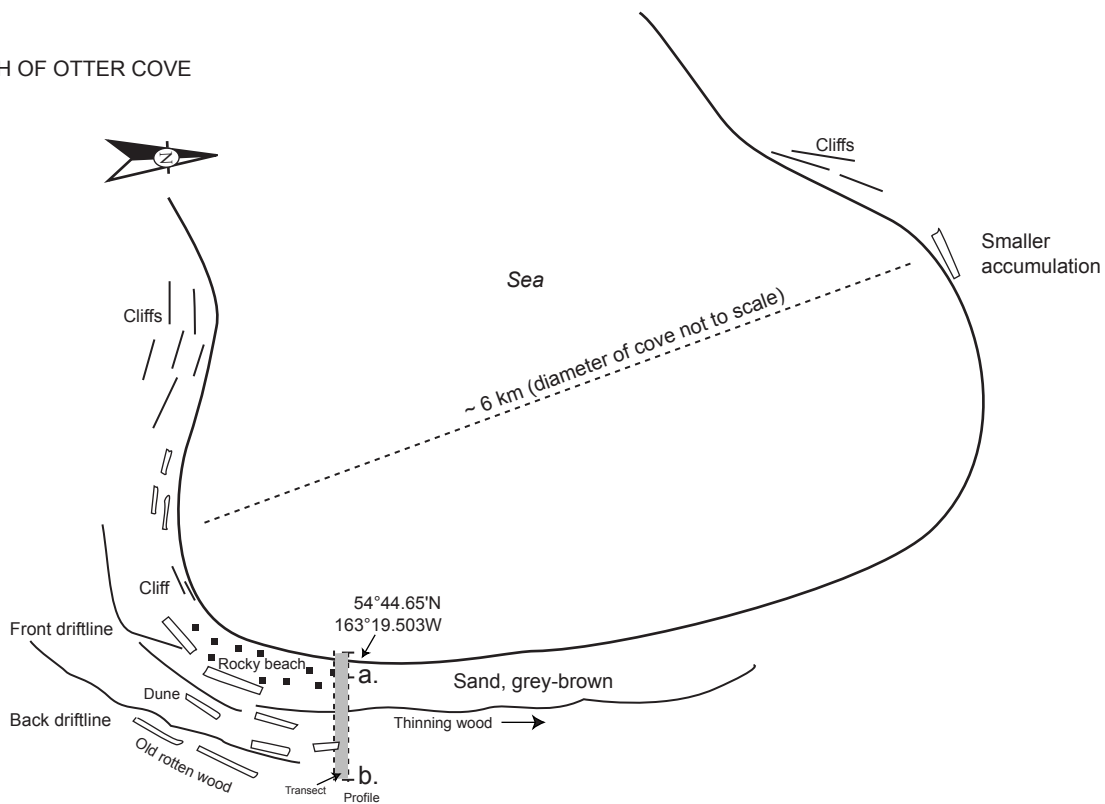 H OF OTTER COVE
N
Cliffs
Smaller
accumulation
Sea
Cliffs
~ 6 km (diameter of cove not to scale)
Cliff
54°44.65'N
163°19.503W
Front driftline
Rocky beach
a.
Sand, grey-brown
Dune
Back driftline
Thinning wood
Old rotten wood
b.
Transect
Profile